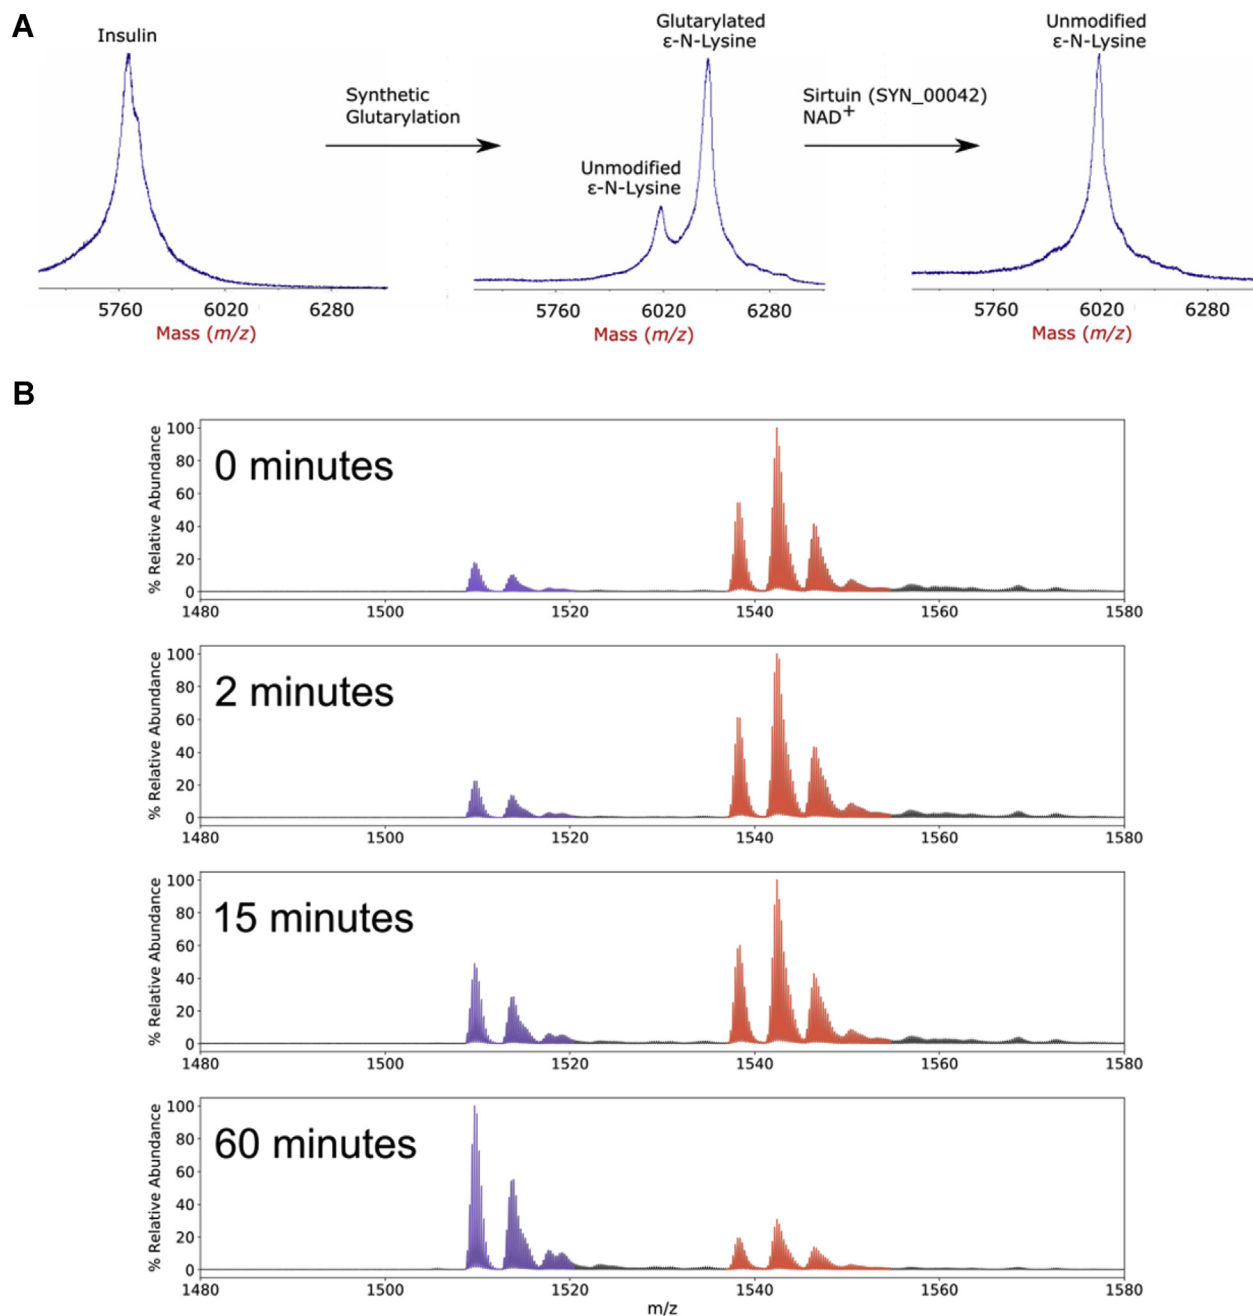 A
Insulin
Synthetic
Glutarylation
Glutarylated
ε-N-Lysine
Unmodified
ε-N-Lysine
Sirtuin (SYN_00042)
NAD+
Unmodified
ε-N-Lysine
5760 6020 6280
Mass (m/z)
5760 6020 6280
Mass (m/z)
5760 6020 6280
Mass (m/z)
B
0 minutes
% Relative Abundance
100
80
60
40
20
0
1480 1500 1520 1540 1560 1580
2 minutes
% Relative Abundance
100
80
60
40
20
0
1480 1500 1520 1540 1560 1580
15 minutes
% Relative Abundance
100
80
60
40
20
0
1480 1500 1520 1540 1560 1580
60 minutes
% Relative Abundance
100
80
60
40
20
0
1480 1500 1520 1540 1560 1580
m/z